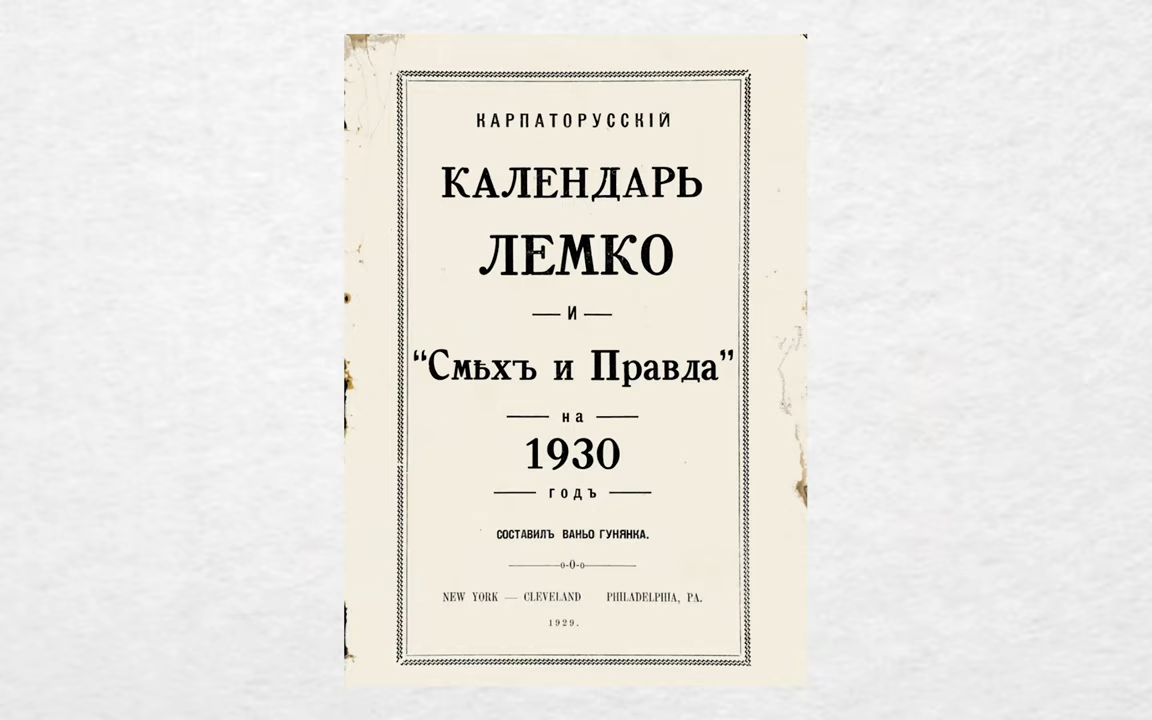 КАРПАТОРУССКІЙ
КАЛЕНДАРЬ
ЛЕМКО
— И —
“Смѣхъ и Правда”
— на —
1930
— годъ —
СОСТАВИЛЪ ВАНЬО ГУНЯНКА.
—o-O-o—
NEW YORK — CLEVELAND PHILADELPHIA, PA.
1929.